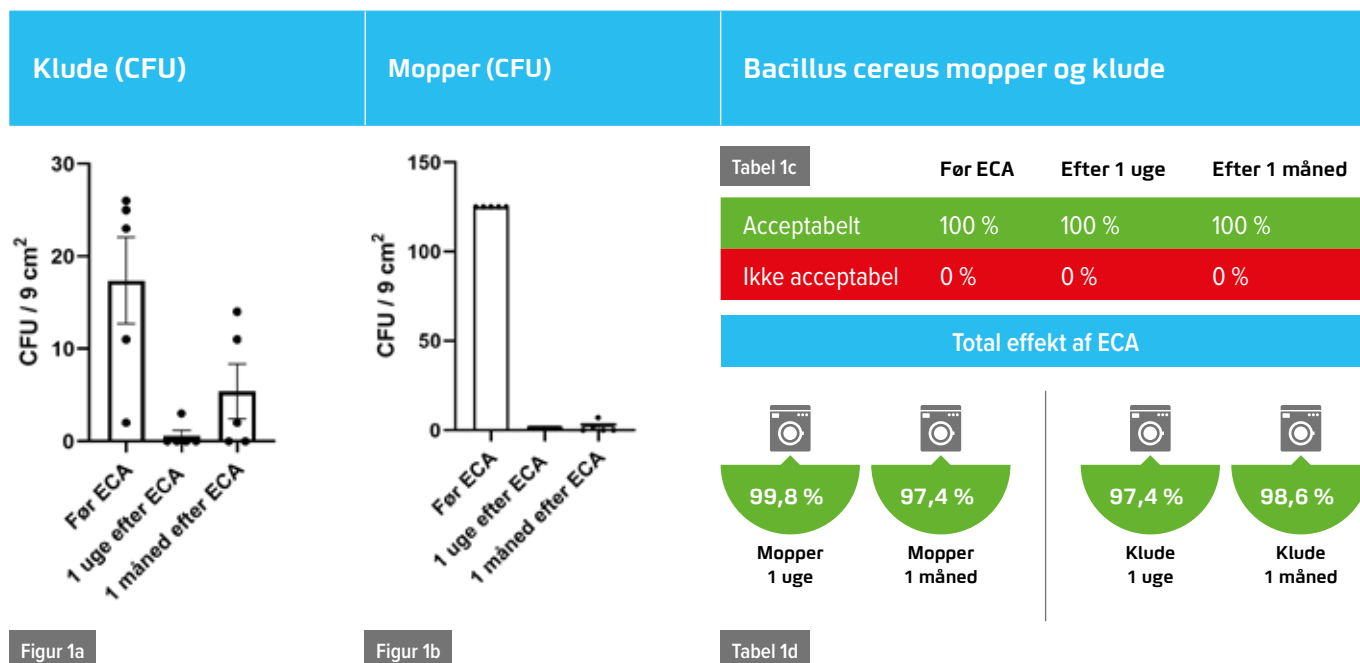 Klude (CFU)
Mopper (CFU)
Bacillus cereus mopper og klude
30
20
10
0
CFU / 9 cm²
Før ECA
1 uge efter ECA
1 måned efter ECA
Figur 1a
150
100
50
0
CFU / 9 cm²
Før ECA
1 uge efter ECA
1 måned efter ECA
Figur 1b
Tabel 1c Før ECA Efter 1 uge Efter 1 måned
Acceptabelt 100 % 100 % 100 %
Ikke acceptabel 0 % 0 % 0 %
Total effekt af ECA
99,8 % 97,4 % 97,4 % 98,6 %
Mopper Mopper Klude Klude
1 uge 1 måned 1 uge 1 måned
Tabel 1d